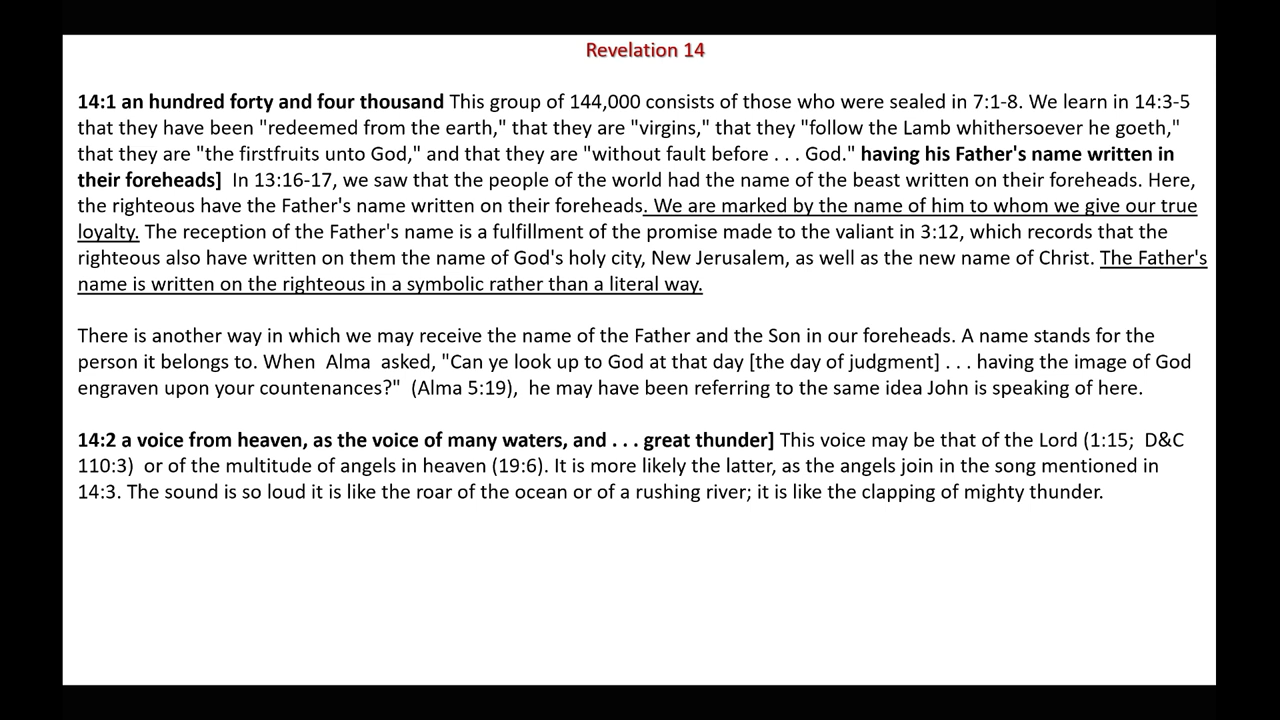 Revelation 14
14:1 an hundred forty and four thousand This group of 144,000 consists of those who were sealed in 7:1-8. We learn in 14:3-5
that they have been "redeemed from the earth," that they are "virgins," that they "follow the Lamb whithersoever he goeth,"
that they are "the firstfruits unto God," and that they are "without fault before . . . God." having his Father's name written in
their foreheads] In 13:16-17, we saw that the people of the world had the name of the beast written on their foreheads. Here,
the righteous have the Father's name written on their foreheads. We are marked by the name of him to whom we give our true
loyalty. The reception of the Father's name is a fulfillment of the promise made to the valiant in 3:12, which records that the
righteous also have written on them the name of God's holy city, New Jerusalem, as well as the new name of Christ. The Father's
name is written on the righteous in a symbolic rather than a literal way.
There is another way in which we may receive the name of the Father and the Son in our foreheads. A name stands for the
person it belongs to. When Alma asked, "Can ye look up to God at that day [the day of judgment] . . . having the image of God
engraven upon your countenances?" (Alma 5:19), he may have been referring to the same idea John is speaking of here.
14:2 a voice from heaven, as the voice of many waters, and . . . great thunder] This voice may be that of the Lord (1:15; D&C
110:3) or of the multitude of angels in heaven (19:6). It is more likely the latter, as the angels join in the song mentioned in
14:3. The sound is so loud it is like the roar of the ocean or of a rushing river; it is like the clapping of mighty thunder.